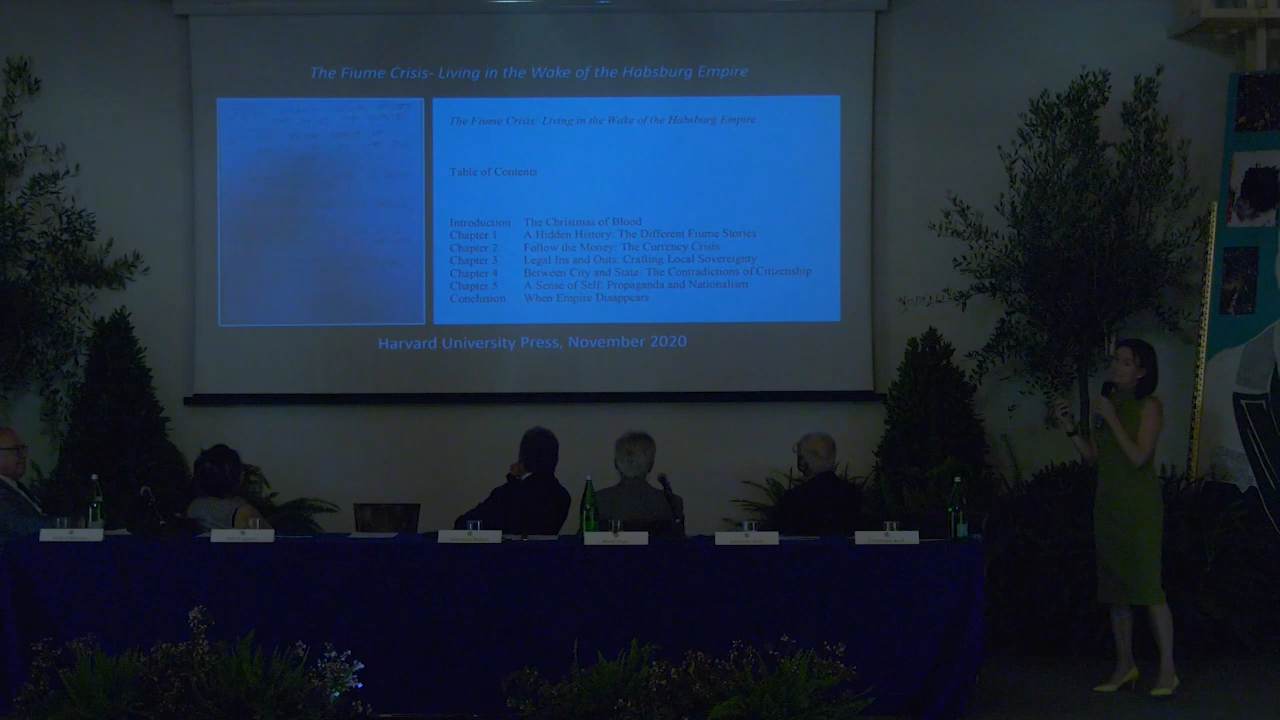 The Fiume Crisis- Living in the Wake of the Habsburg Empire
The Fiume Crisis: Living in the Wake of the Habsburg Empire
Table of Contents
Introduction The Christmas of Blood
Chapter 1 A Hidden History: The Different Fiume Stories
Chapter 2 Follow the Money: The Currency Crisis
Chapter 3 Legal Ins and Outs: Crafting Local Sovereignty
Chapter 4 Between City and State: The Contradictions of Citizenship
Chapter 5 A Sense of Self: Propaganda and Nationalism
Conclusion When Empire Disappears
Harvard University Press, November 2020